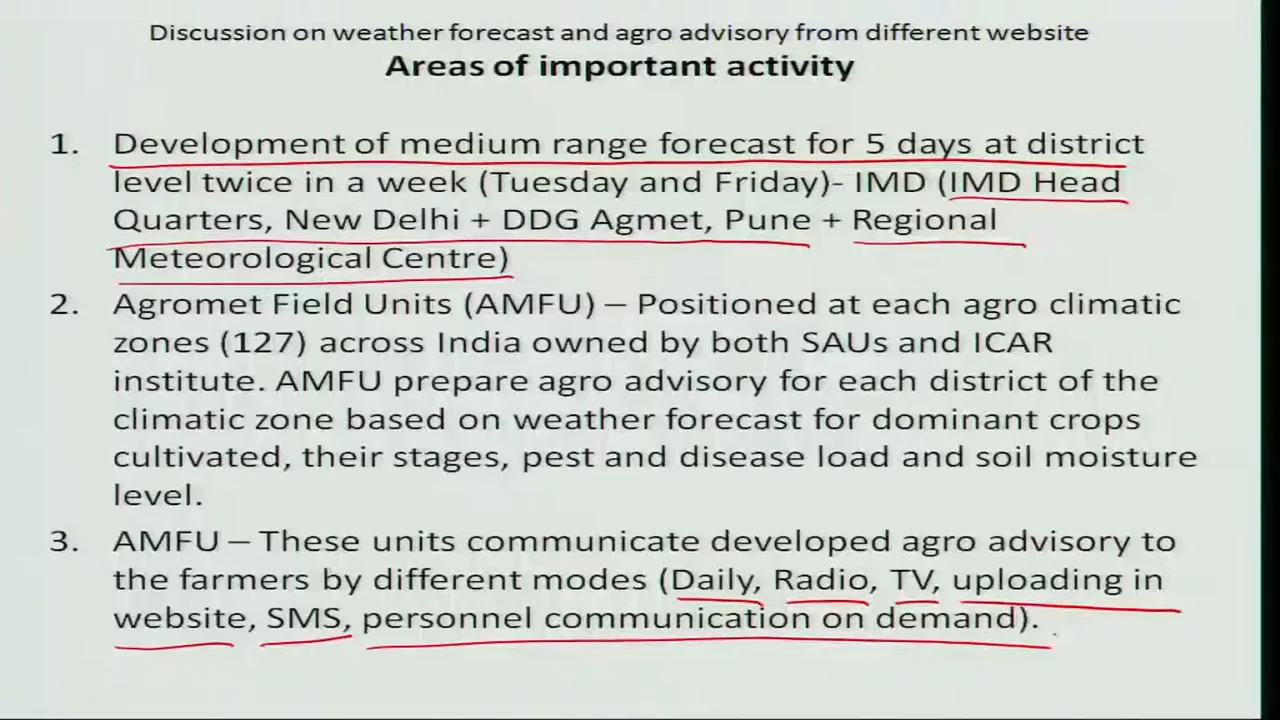 Discussion on weather forecast and agro advisory from different website
Areas of important activity
1. Development of medium range forecast for 5 days at district
level twice in a week (Tuesday and Friday)- IMD (IMD Head
Quarters, New Delhi + DDG Agmet, Pune + Regional
Meteorological Centre)
2. Agromet Field Units (AMFU) – Positioned at each agro climatic
zones (127) across India owned by both SAUs and ICAR
institute. AMFU prepare agro advisory for each district of the
climatic zone based on weather forecast for dominant crops
cultivated, their stages, pest and disease load and soil moisture
level.
3. AMFU – These units communicate developed agro advisory to
the farmers by different modes (Daily, Radio, TV, uploading in
website, SMS, personnel communication on demand).